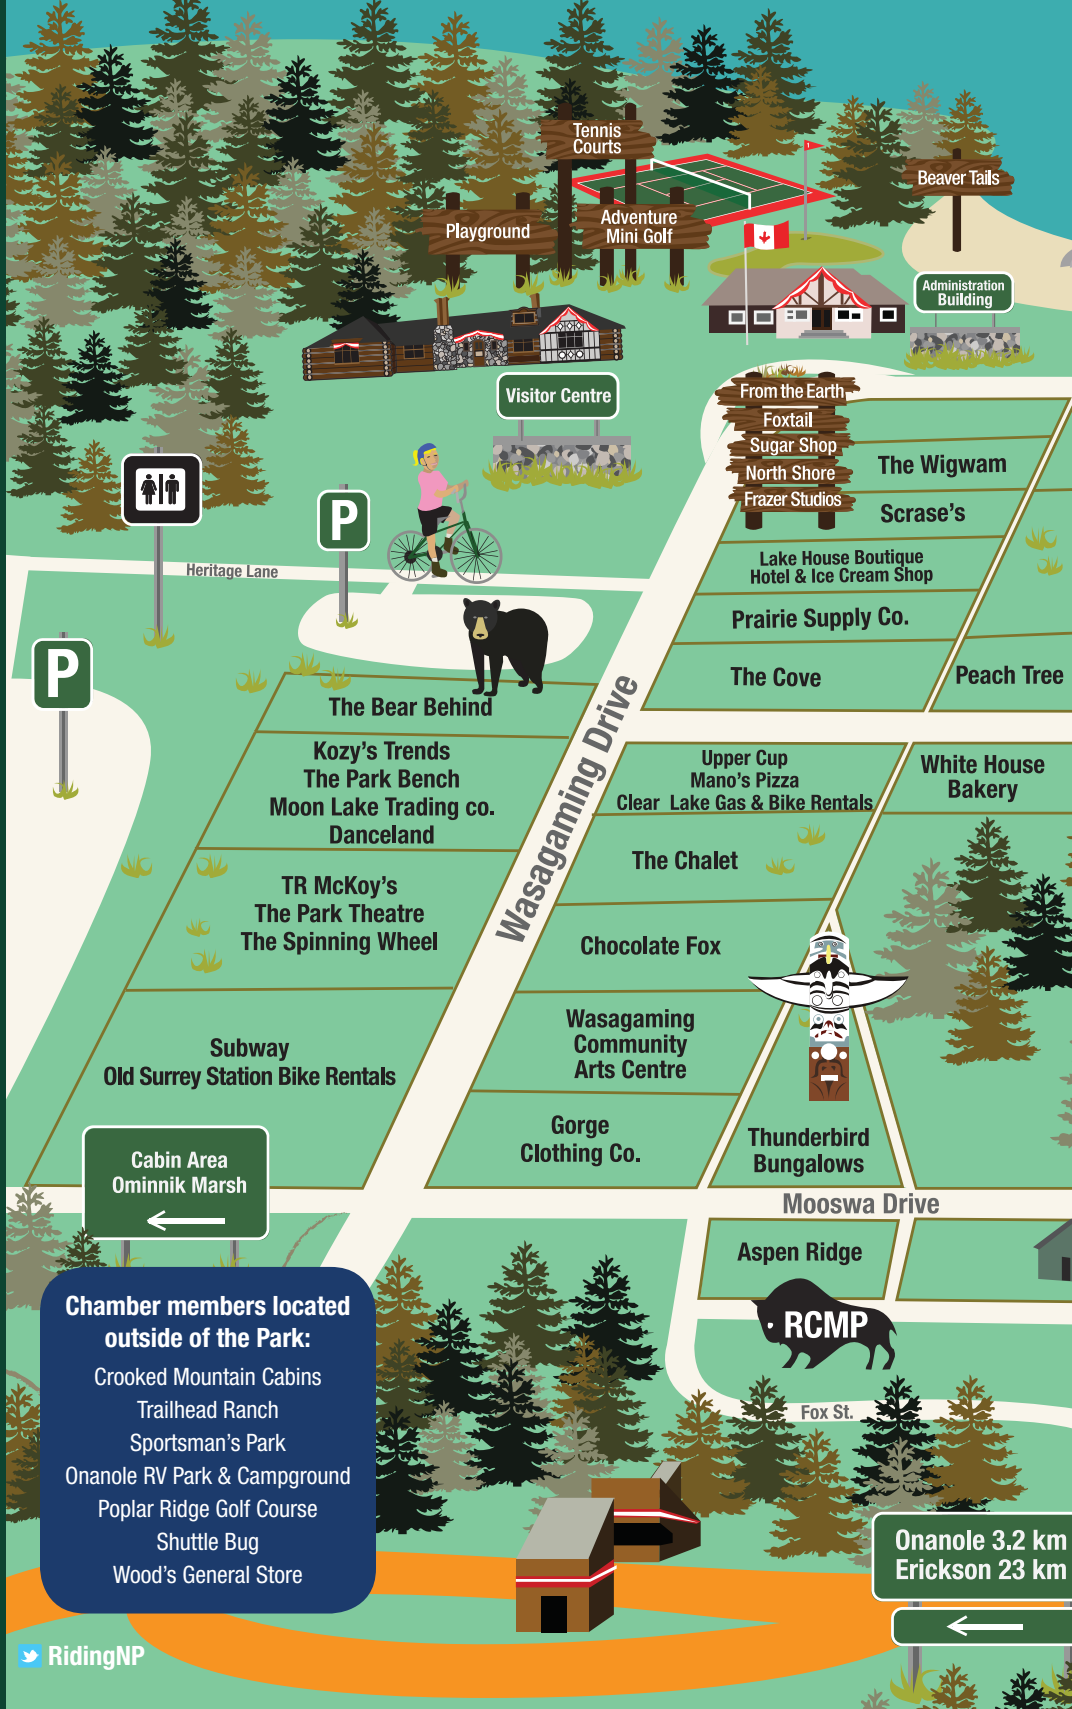 Tennis
Courts
Beaver Tails
Playground
Adventure
Mini Golf
Administration
Building
Visitor Centre
From the Earth
Foxtail
Sugar Shop
North Shore
Frazer Studios
The Wigwam
Scrase's
P
Heritage Lane
Lake House Boutique
Hotel & Ice Cream Shop
Prairie Supply Co.
P
The Cove
Peach Tree
The Bear Behind
Wasagaming Drive
Kozy's Trends
The Park Bench
Moon Lake Trading co.
Danceland
Upper Cup
Mano's Pizza
Clear Lake Gas & Bike Rentals
White House
Bakery
The Chalet
TR McKoy's
The Park Theatre
The Spinning Wheel
Chocolate Fox
Wasagaming
Community
Arts Centre
Subway
Old Surrey Station Bike Rentals
Gorge
Clothing Co.
Thunderbird
Bungalows
Cabin Area
Ominnik Marsh
Mooswa Drive
Aspen Ridge
RCMP
Fox St.
Chamber members located
outside of the Park:
Crooked Mountain Cabins
Trailhead Ranch
Sportsman's Park
Onanole RV Park & Campground
Poplar Ridge Golf Course
Shuttle Bug
Wood's General Store
Onanole 3.2 km
Erickson 23 km
RidingNP